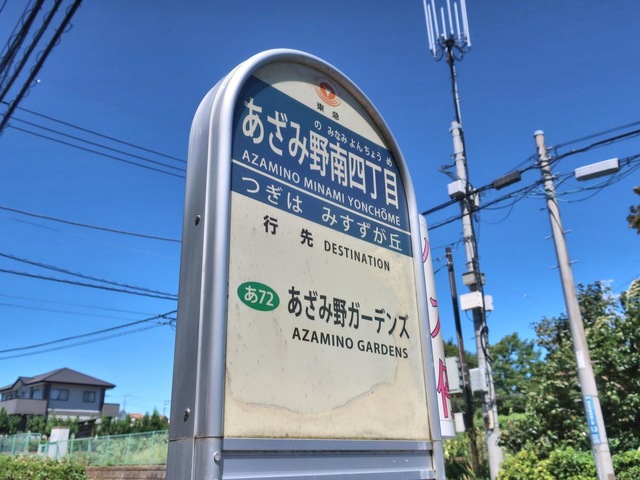 東急
の みなみ よんちょう め
あざみ野南四丁目
AZAMINO MINAMI YONCHŌME
つぎは みすずが丘
行先 DESTINATION
あ72 あざみ野ガーデンズ
AZAMINO GARDENS